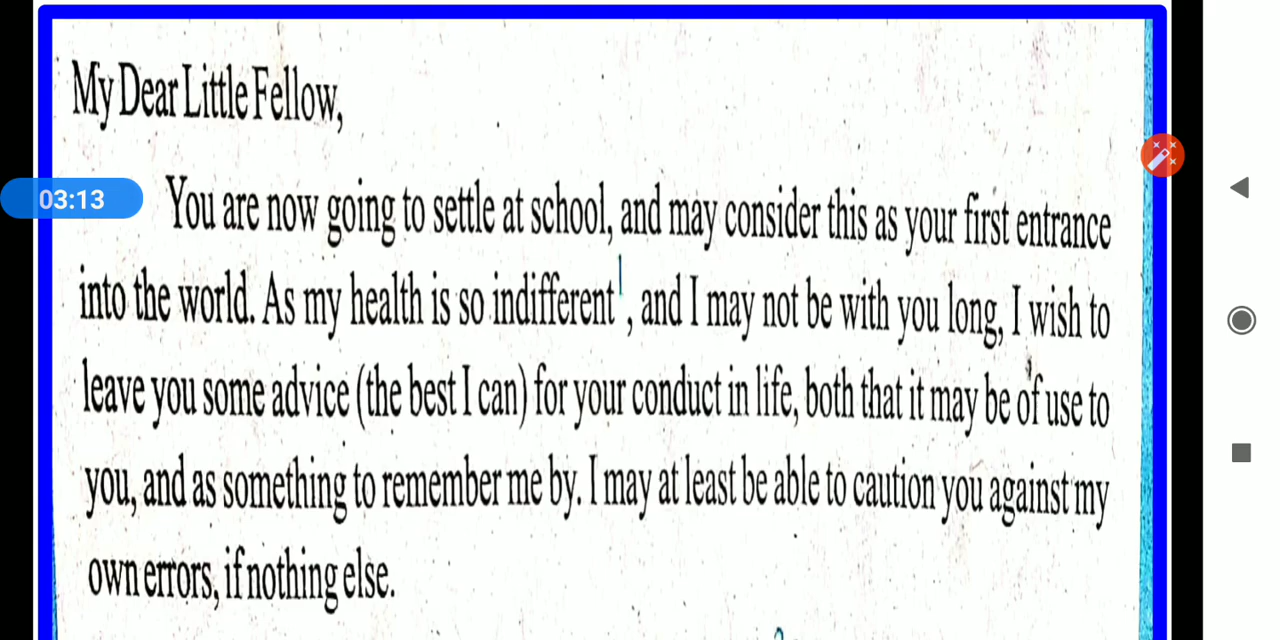 My Dear Little Fellow,
03:13
You are now going to settle at school, and may consider this as your first entrance
into the world. As my health is so indifferent¹, and I may not be with you long, I wish to
leave you some advice (the best I can) for your conduct in life, both that it may be of use to
you, and as something to remember me by. I may at least be able to caution you against my
own errors, if nothing else.